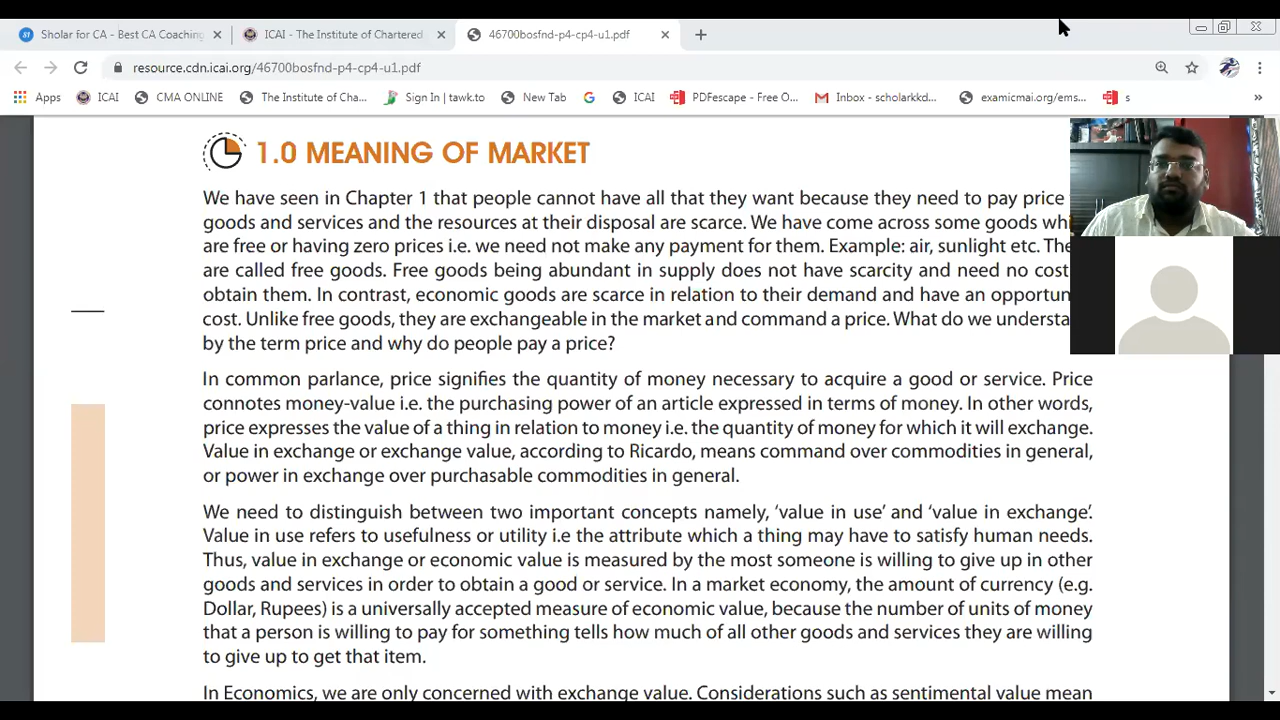 Sholar for CA - Best CA Coaching
ICAI - The Institute of Chartered
46700bosfnd-p4-cp4-u1.pdf
resource.cdn.icai.org/46700bosfnd-p4-cp4-u1.pdf
Apps ICAI CMA ONLINE The Institute of Cha... Sign In | tawk.to New Tab ICAI PDFescape - Free O... Inbox - scholarkkd... examicmai.org/ems... s
1.0 MEANING OF MARKET
We have seen in Chapter 1 that people cannot have all that they want because they need to pay price
goods and services and the resources at their disposal are scarce. We have come across some goods whi
are free or having zero prices i.e. we need not make any payment for them. Example: air, sunlight etc. The
are called free goods. Free goods being abundant in supply does not have scarcity and need no cost
obtain them. In contrast, economic goods are scarce in relation to their demand and have an opportun
cost. Unlike free goods, they are exchangeable in the market and command a price. What do we understa
by the term price and why do people pay a price?
In common parlance, price signifies the quantity of money necessary to acquire a good or service. Price
connotes money-value i.e. the purchasing power of an article expressed in terms of money. In other words,
price expresses the value of a thing in relation to money i.e. the quantity of money for which it will exchange.
Value in exchange or exchange value, according to Ricardo, means command over commodities in general,
or power in exchange over purchasable commodities in general.
We need to distinguish between two important concepts namely, ‘value in use’ and ‘value in exchange’.
Value in use refers to usefulness or utility i.e the attribute which a thing may have to satisfy human needs.
Thus, value in exchange or economic value is measured by the most someone is willing to give up in other
goods and services in order to obtain a good or service. In a market economy, the amount of currency (e.g.
Dollar, Rupees) is a universally accepted measure of economic value, because the number of units of money
that a person is willing to pay for something tells how much of all other goods and services they are willing
to give up to get that item.
In Economics, we are only concerned with exchange value. Considerations such as sentimental value mean